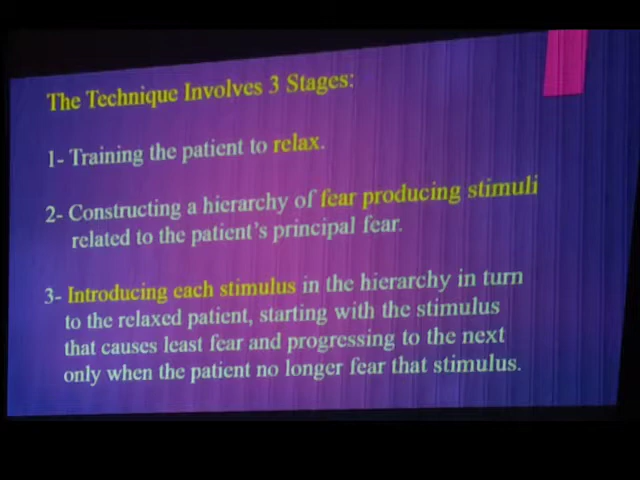 The Technique Involves 3 Stages:
1- Training the patient to relax.
2- Constructing a hierarchy of fear producing stimuli
related to the patient's principal fear.
3- Introducing each stimulus in the hierarchy in turn
to the relaxed patient, starting with the stimulus
that causes least fear and progressing to the next
only when the patient no longer fear that stimulus.